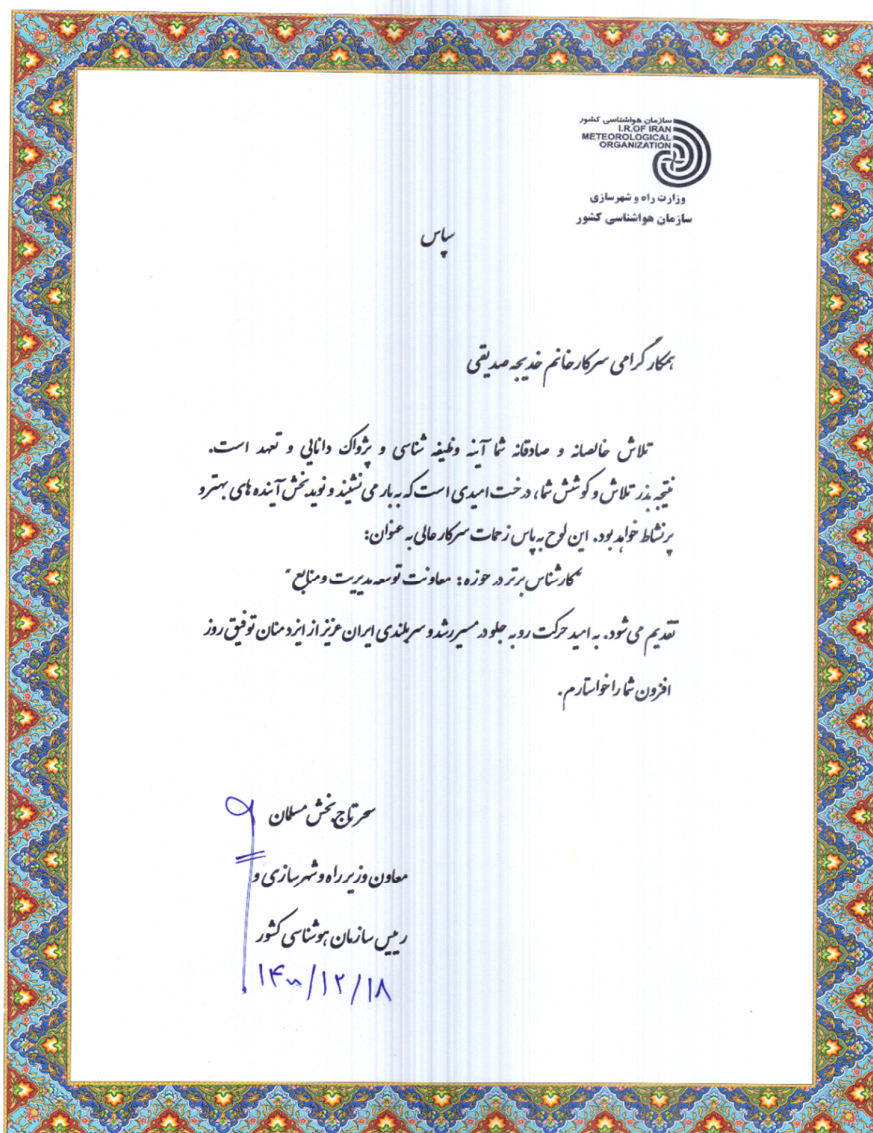 سازمان هواشناسی کشور
I.R.OF IRAN
METEOROLOGICAL
ORGANIZATION
وزارت راه و شهرسازی
سازمان هواشناسی کشور
سپاس
همکار گرامی سرکار خانم خدیجه صدیقی
تلاش خالصانه و صادقانه شما آینه وظیفه شناسی و پژواک دانایی و تعهد است.
نتیجه بذر تلاش و کوشش شما، درخت امیدی است که به بار می نشیند و نوید بخش آینده های بهتر و
پرنشاط خواهد بود. این لوح به پاس زحمات سرکار عالی به عنوان:
"کارشناس برتر در حوزه: معاونت توسعه مدیریت و منابع"
تقدیم می شود. به امید حرکت رو به جلو در مسیر رشد و سربلندی ایران عزیز از ایزد منان توفیق روز
افزون شما را خواستارم.
سحر تاج بخش مسلمان
معاون وزیر راه و شهرسازی و
رییس سازمان هوشناسی کشور
۱۴۰۰/۱۲/۱۸